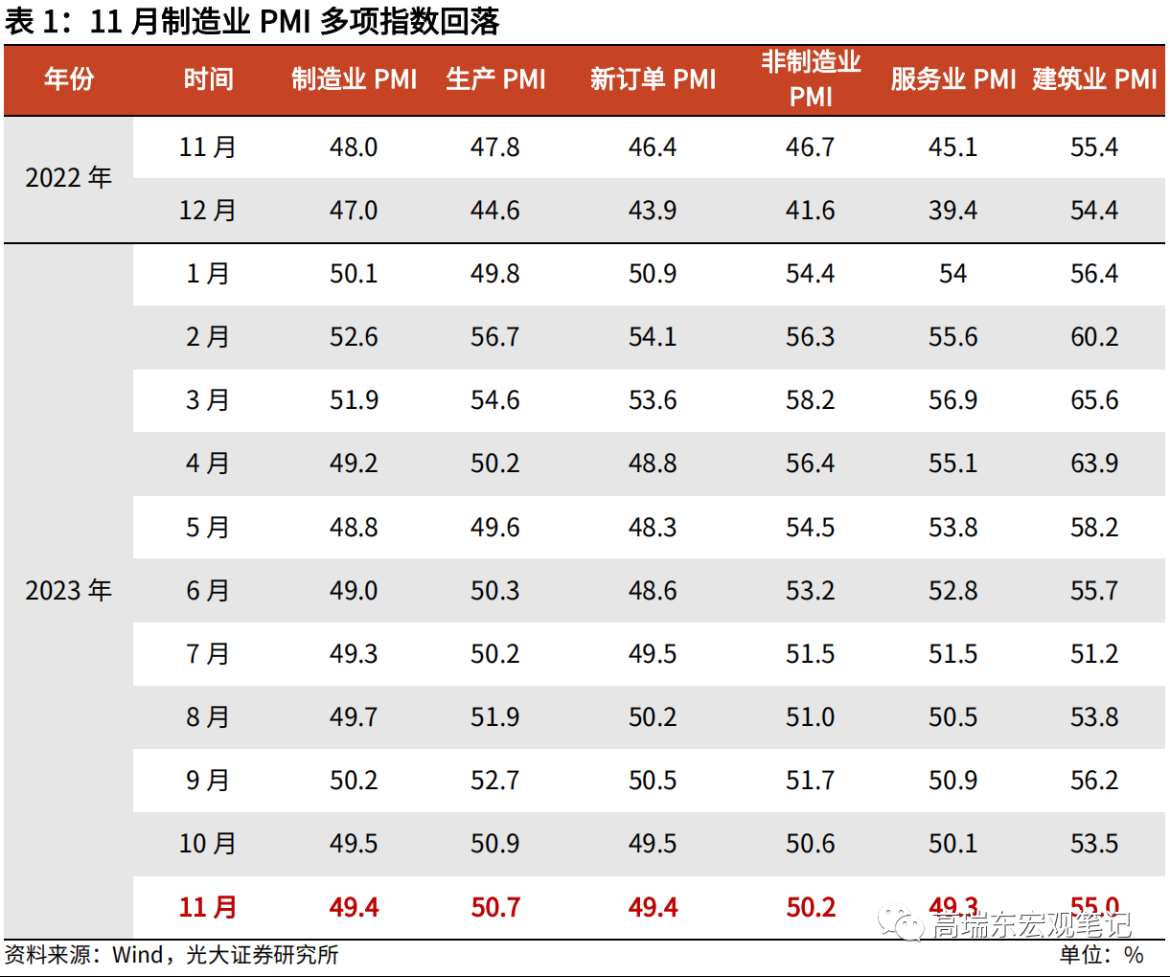 表 1：11 月制造业 PMI 多项指数回落
年份 时间 制造业 PMI 生产 PMI 新订单 PMI 非制造业 PMI 服务业 PMI 建筑业 PMI
2022 年
11 月 48.0 47.8 46.4 46.7 45.1 55.4
12 月 47.0 44.6 43.9 41.6 39.4 54.4
2023 年
1 月 50.1 49.8 50.9 54.4 54 56.4
2 月 52.6 56.7 54.1 56.3 55.6 60.2
3 月 51.9 54.6 53.6 58.2 56.9 65.6
4 月 49.2 50.2 48.8 56.4 55.1 63.9
5 月 48.8 49.6 48.3 54.5 53.8 58.2
6 月 49.0 50.3 48.6 53.2 52.8 55.7
7 月 49.3 50.2 49.5 51.5 51.5 51.2
8 月 49.7 51.9 50.2 51.0 50.5 53.8
9 月 50.2 52.7 50.5 51.7 50.9 56.2
10 月 49.5 50.9 49.5 50.6 50.1 53.5
11 月 49.4 50.7 49.4 50.2 49.3 55.0
高瑞东宏观笔记
资料来源：Wind，光大证券研究所 单位：%